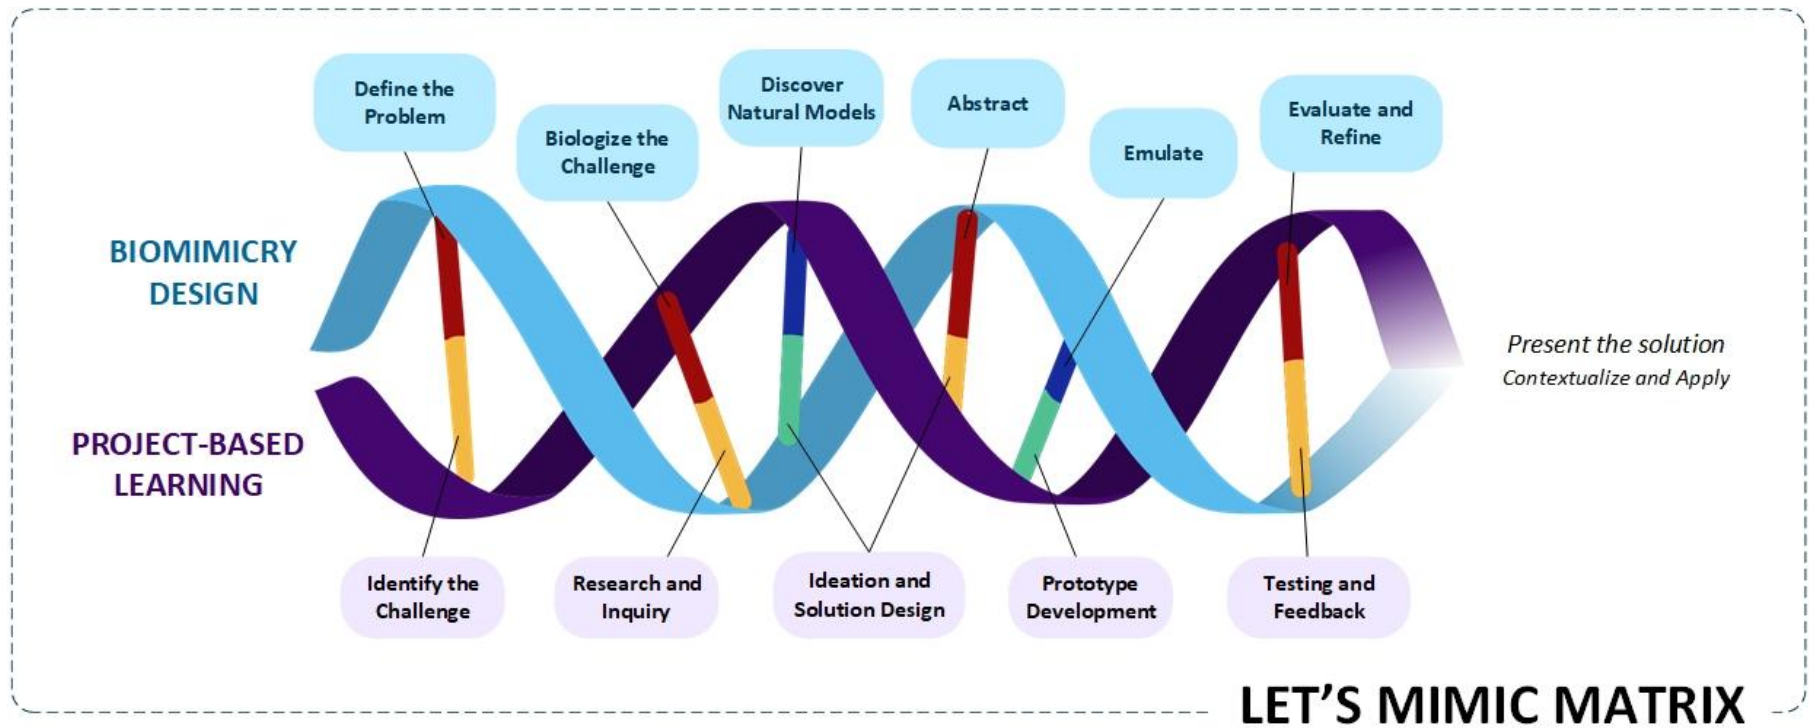 Define the
Problem
Biologize the
Challenge
Discover
Natural Models
Abstract
Emulate
Evaluate and
Refine
BIOMIMICRY
DESIGN
PROJECT-BASED
LEARNING
Present the solution
Contextualize and Apply
Identify the
Challenge
Research and
Inquiry
Ideation and
Solution Design
Prototype
Development
Testing and
Feedback
LET’S MIMIC MATRIX